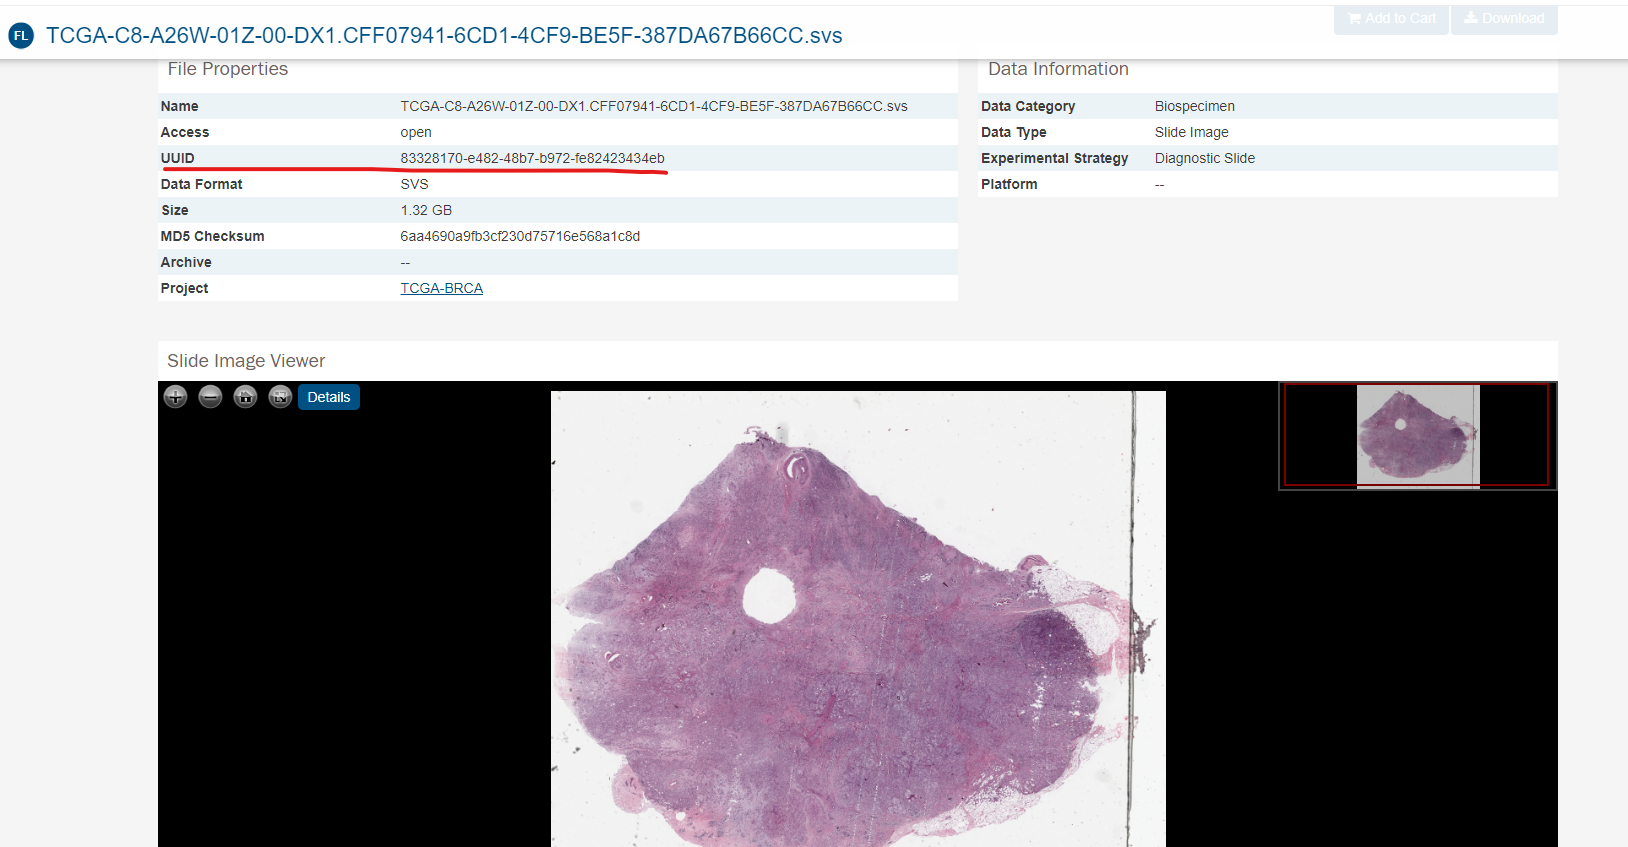 Add to Cart Download
FL TCGA-C8-A26W-01Z-00-DX1.CFF07941-6CD1-4CF9-BE5F-387DA67B66CC.svs
File Properties
Name TCGA-C8-A26W-01Z-00-DX1.CFF07941-6CD1-4CF9-BE5F-387DA67B66CC.svs
Access open
UUID 83328170-e482-48b7-b972-fe82423434eb
Data Format SVS
Size 1.32 GB
MD5 Checksum 6aa4690a9fb3cf230d75716e568a1c8d
Archive --
Project TCGA-BRCA
Data Information
Data Category Biospecimen
Data Type Slide Image
Experimental Strategy Diagnostic Slide
Platform --
Slide Image Viewer
Details